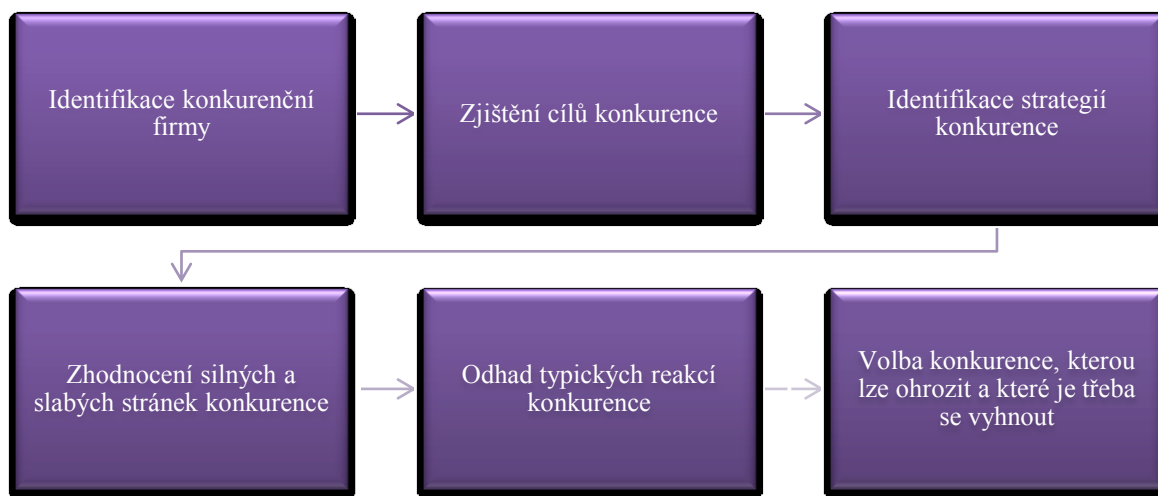 Identifikace konkurenční
firmy
Zjištění cílů konkurence
Identifikace strategií
konkurence
Zhodnocení silných a
slabých stránek konkurence
Odhad typických reakcí
konkurence
Volba konkurence, kterou
lze ohrozit a které je třeba
se vyhnout